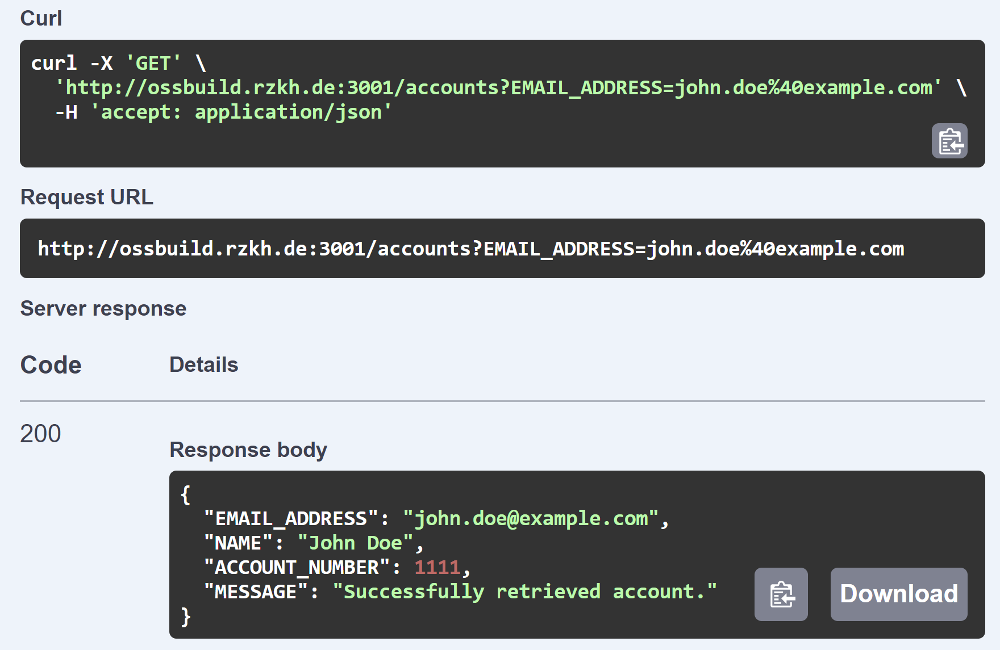 Curl
curl -X 'GET' \
  'http://ossbuild.rzkh.de:3001/accounts?EMAIL_ADDRESS=john.doe%40example.com' \
  -H 'accept: application/json'
Request URL
http://ossbuild.rzkh.de:3001/accounts?EMAIL_ADDRESS=john.doe%40example.com
Server response
Code Details
200
Response body
{
  "EMAIL_ADDRESS": "john.doe@example.com",
  "NAME": "John Doe",
  "ACCOUNT_NUMBER": 1111,
  "MESSAGE": "Successfully retrieved account."
}
Download